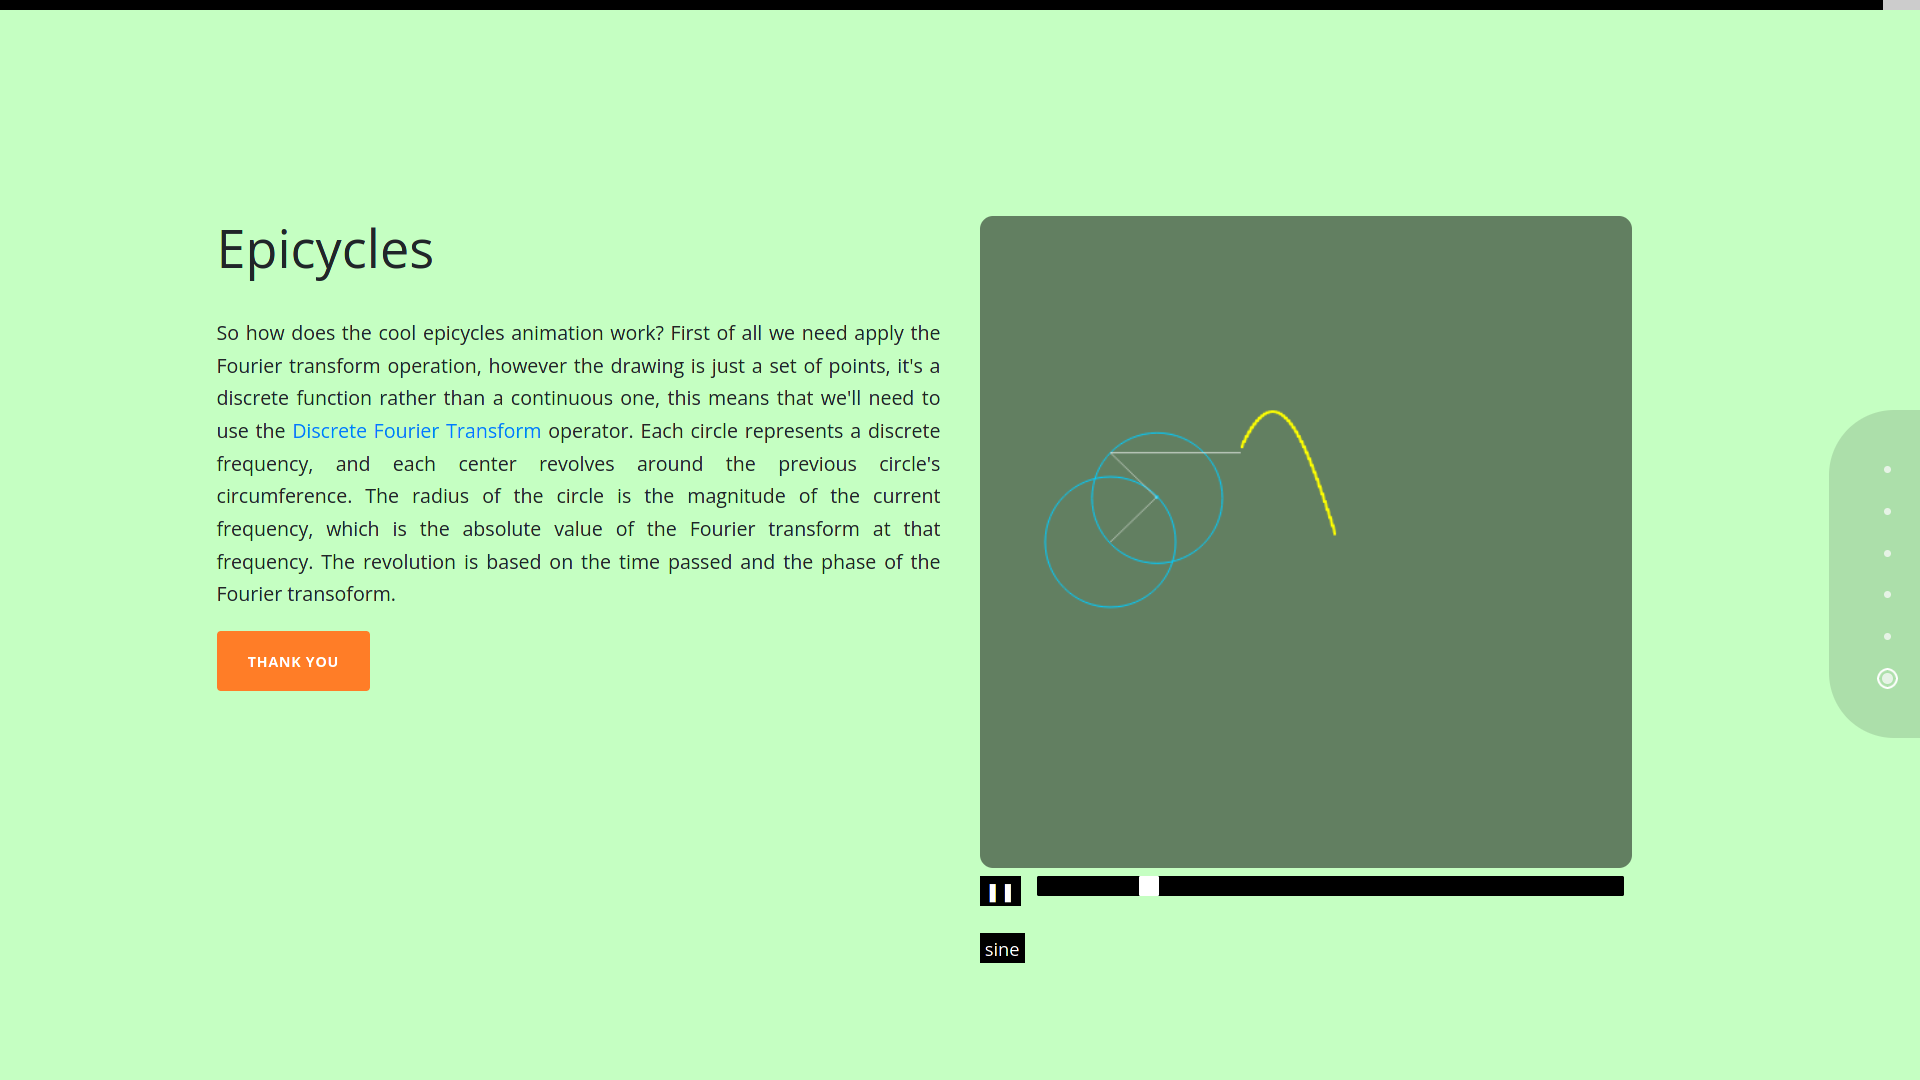 Epicycles
So how does the cool epicycles animation work? First of all we need apply the
Fourier transform operation, however the drawing is just a set of points, it's a
discrete function rather than a continuous one, this means that we'll need to
use the Discrete Fourier Transform operator. Each circle represents a discrete
frequency, and each center revolves around the previous circle's
circumference. The radius of the circle is the magnitude of the current
frequency, which is the absolute value of the Fourier transform at that
frequency. The revolution is based on the time passed and the phase of the
Fourier transoform.
THANK YOU
sine